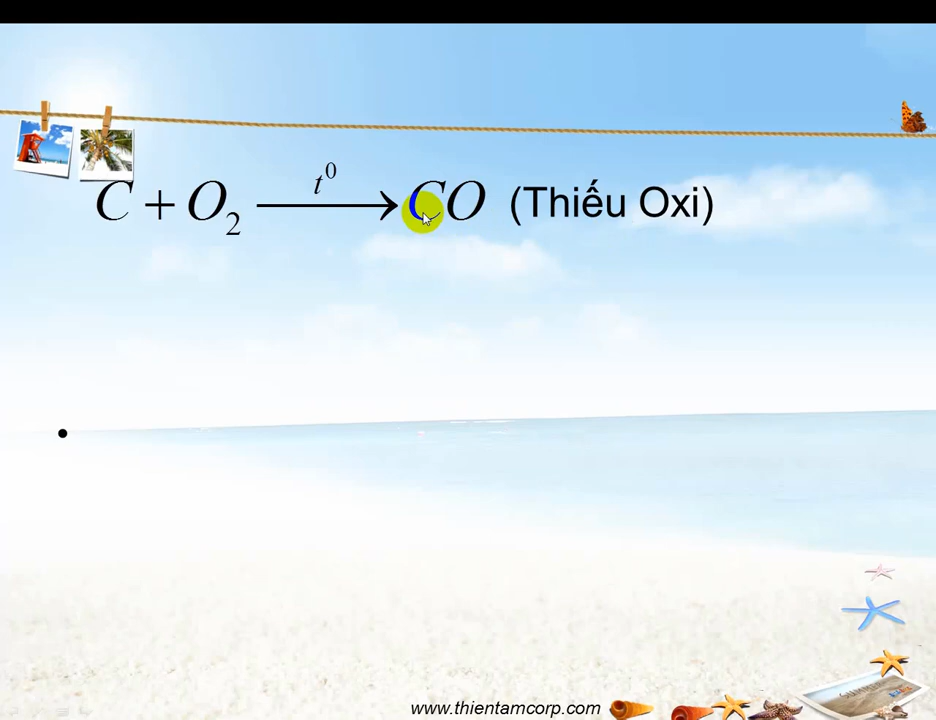 C + O₂ —t⁰→ CO (Thiếu Oxi)
•
www.thientamcorp.com